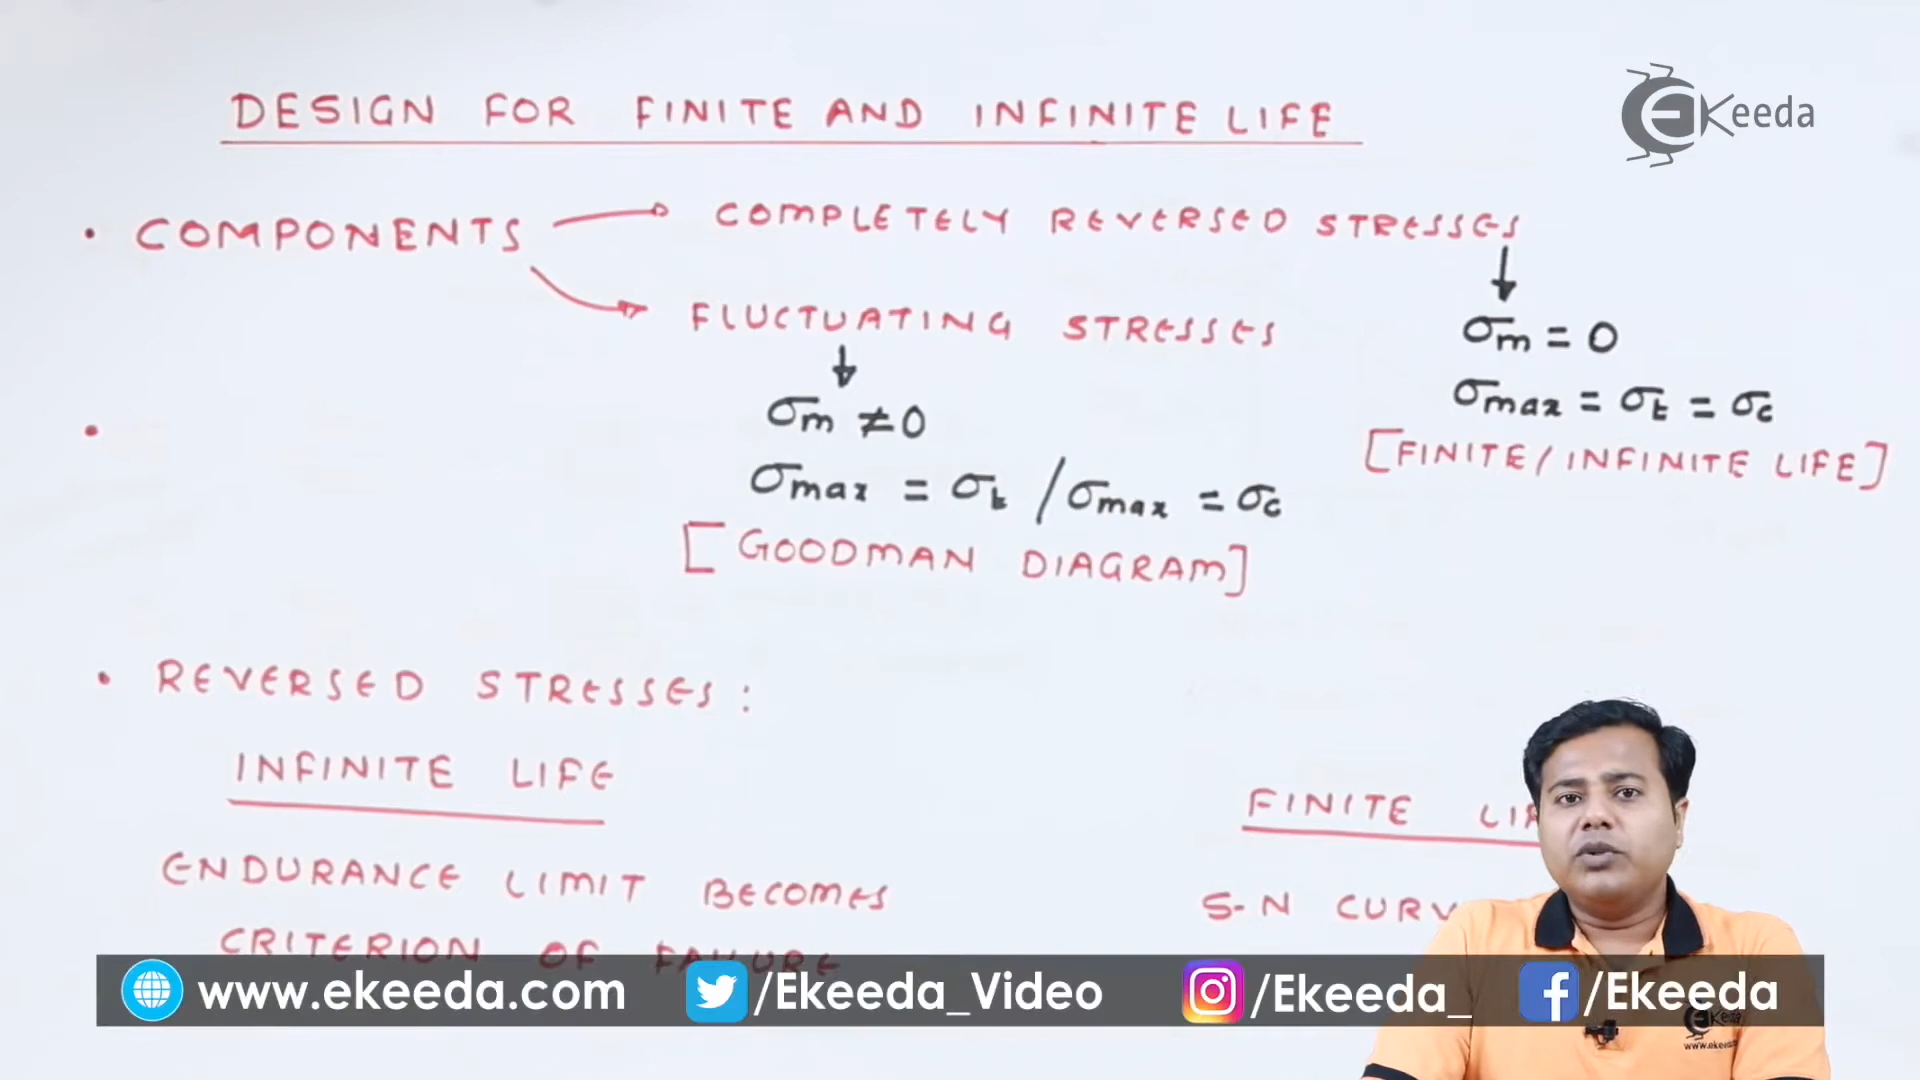 DESIGN FOR FINITE AND INFINITE LIFE
EKeeda
• COMPONENTS
COMPLETELY REVERSED STRESSES
FLUCTUATING STRESSES
σm = 0
σmax = σt = σc
[FINITE/INFINITE LIFE]
σm ≠ 0
σmax = σt / σmax = σc
[GOODMAN DIAGRAM]
• REVERSED STRESSES:
INFINITE LIFE
FINITE
ENDURANCE LIMIT BECOMES
S-N
CRITERION OF FAILURE
www.ekeeda.com
/Ekeeda_Video
/Ekeeda_
/Ekeeda
EKeeda